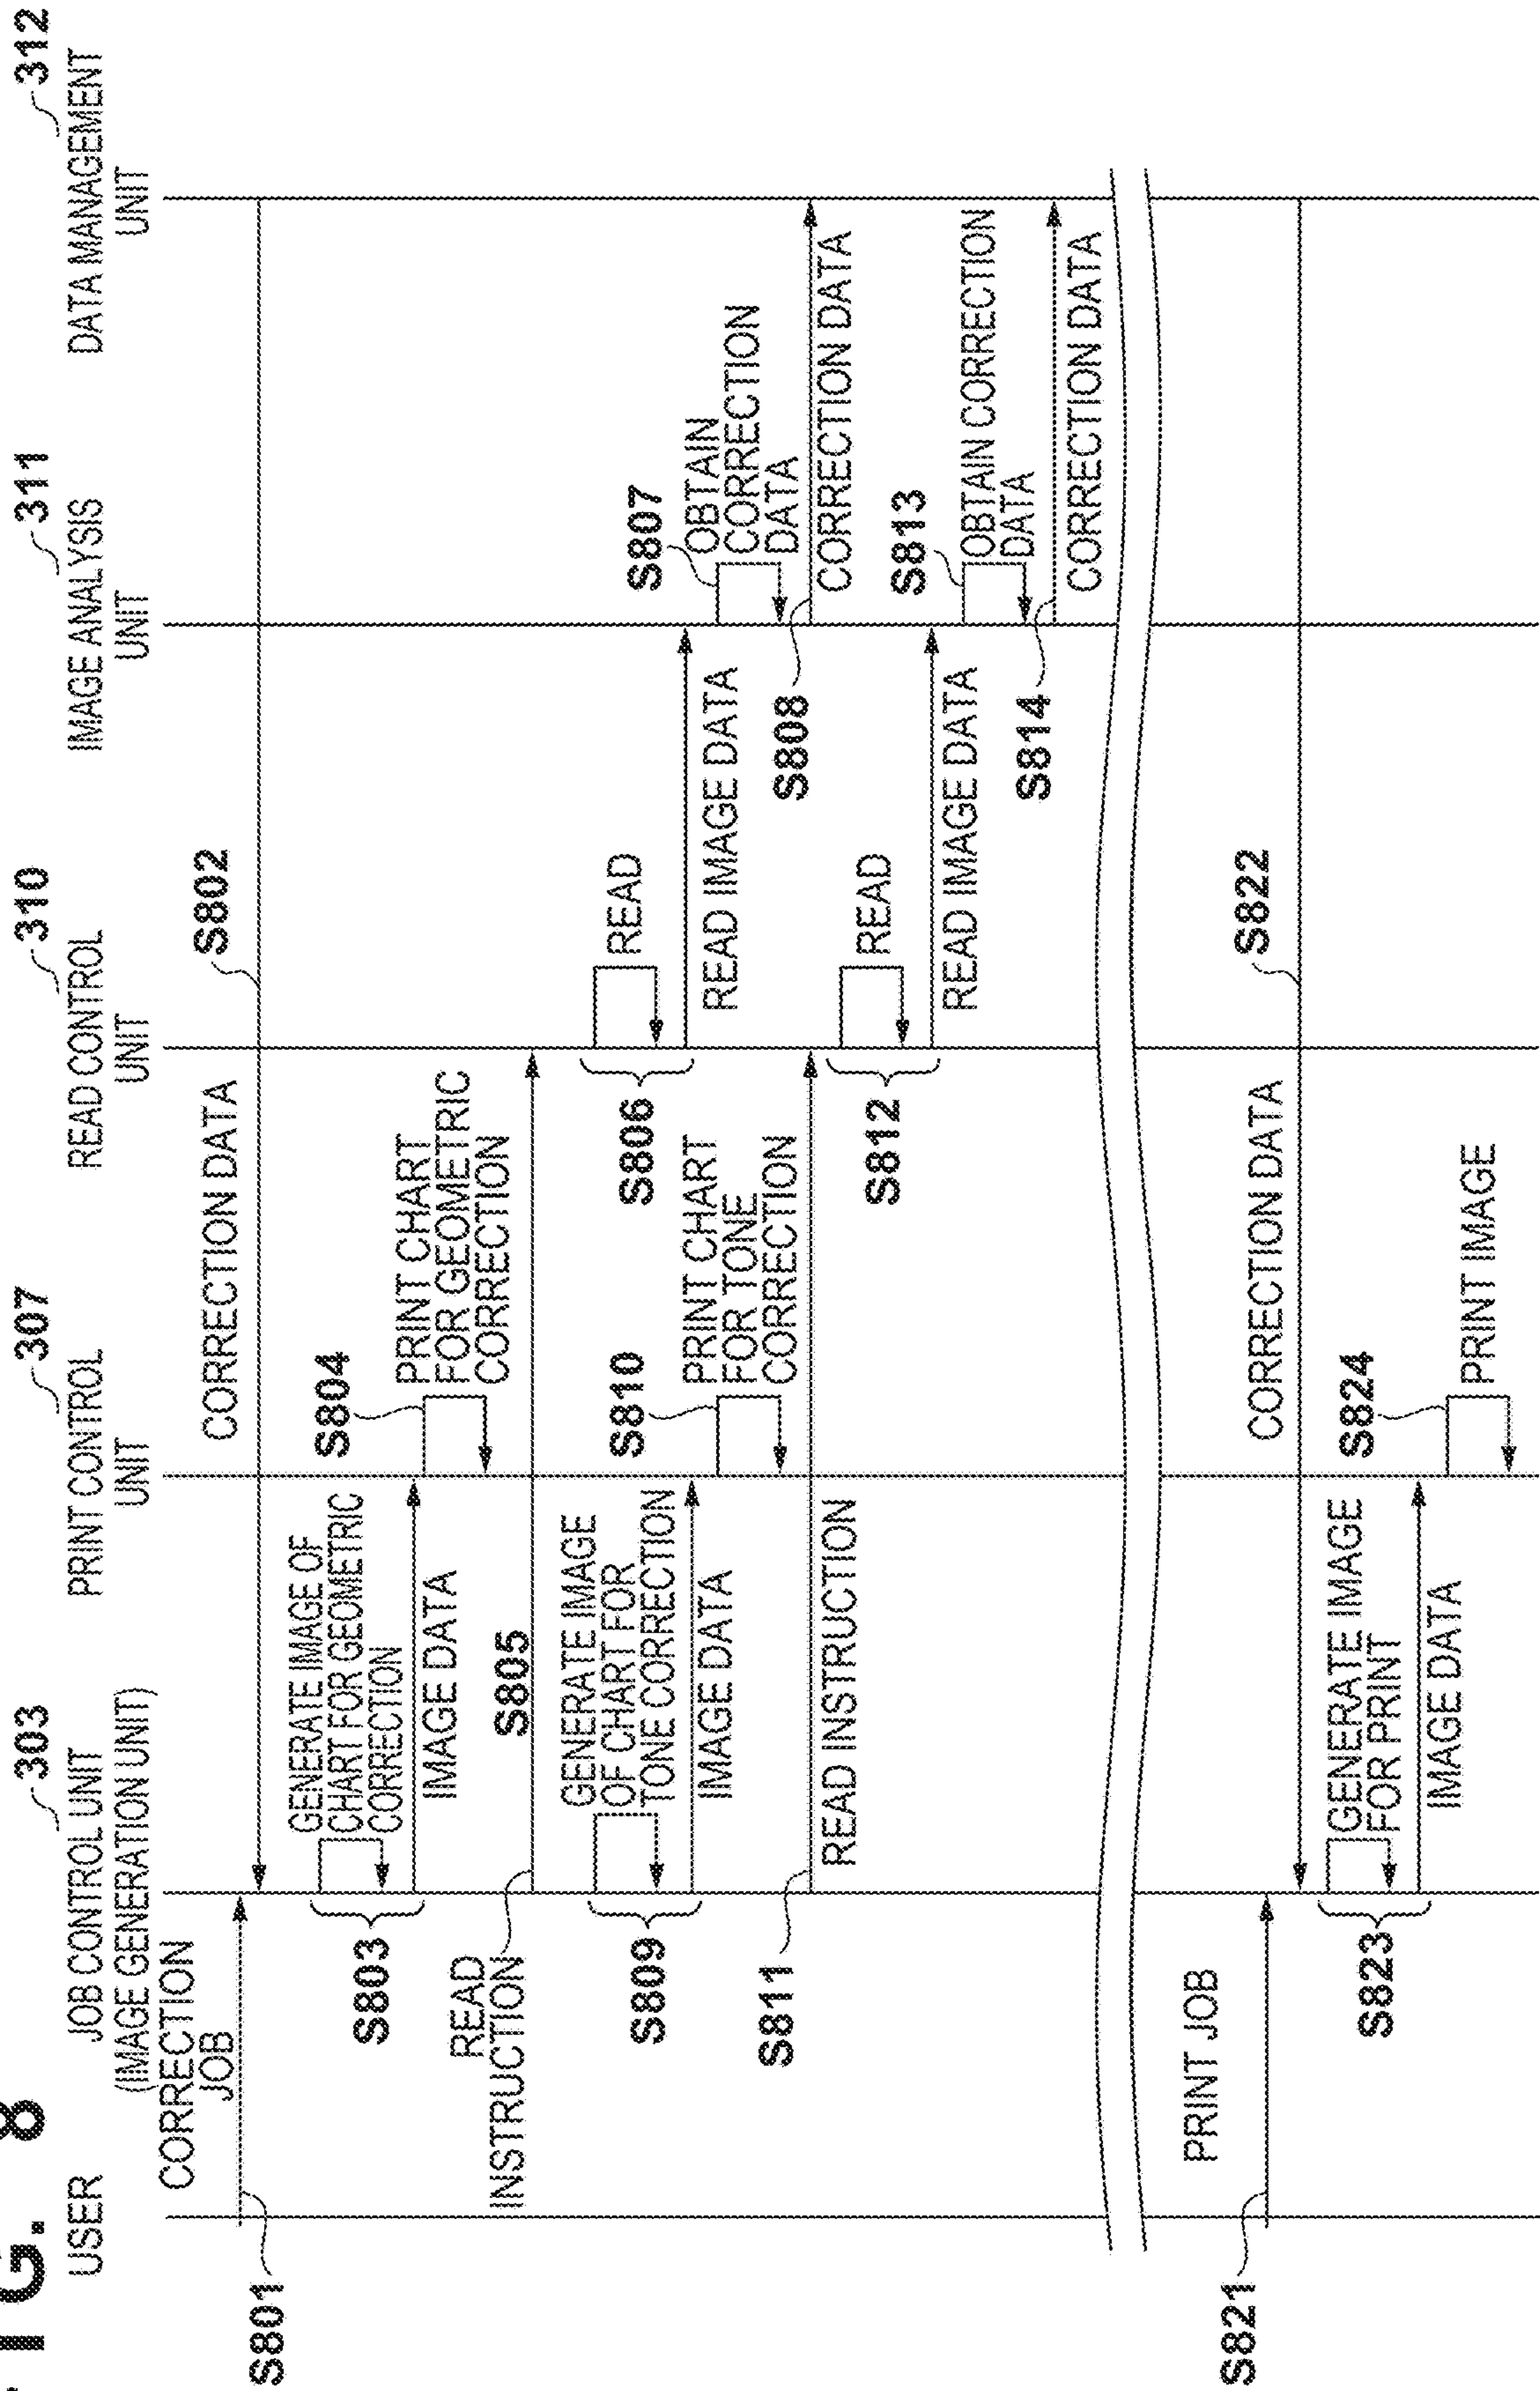 FIG. 8
USER
303
JOB CONTROL UNIT
(IMAGE GENERATION UNIT)
307
PRINT CONTROL
UNIT
310
READ CONTROL
UNIT
311
IMAGE ANALYSIS
UNIT
312
DATA MANAGEMENT
UNIT
S801
CORRECTION
JOB
CORRECTION DATA
S802
S803
GENERATE IMAGE OF
CHART FOR GEOMETRIC
CORRECTION
IMAGE DATA
S804
PRINT CHART
FOR GEOMETRIC
CORRECTION
READ
INSTRUCTION
S805
S806
READ
READ IMAGE DATA
S807
OBTAIN
CORRECTION
DATA
S808
CORRECTION DATA
S809
GENERATE IMAGE
OF CHART FOR
TONE CORRECTION
IMAGE DATA
S810
PRINT CHART
FOR TONE
CORRECTION
S811
READ INSTRUCTION
S812
READ
READ IMAGE DATA
S813
OBTAIN CORRECTION
DATA
S814
CORRECTION DATA
S821
PRINT JOB
CORRECTION DATA
S822
S823
GENERATE IMAGE
FOR PRINT
IMAGE DATA
S824
PRINT IMAGE